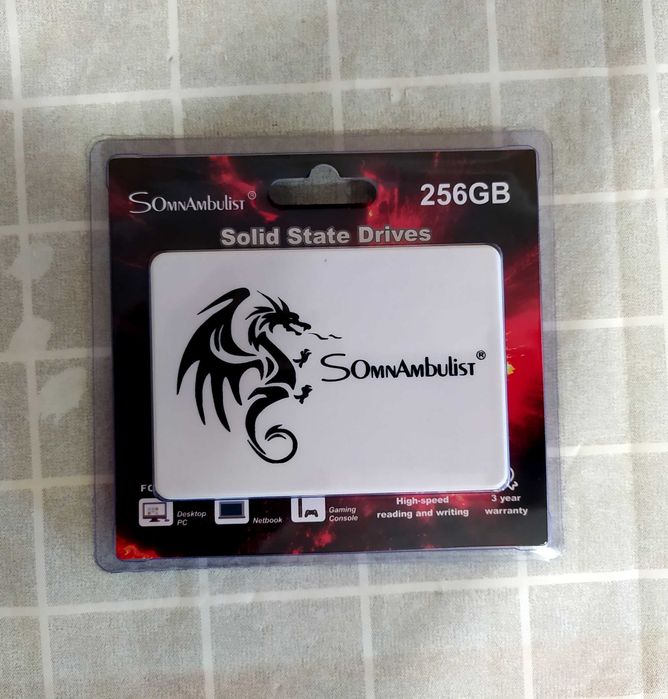 SOmnAmbulist®
256GB
Solid State Drives
SOmnAmbulist®
Desktop
PC
Netbook
Gaming
Console
High-speed
reading and writing
3 year
warranty